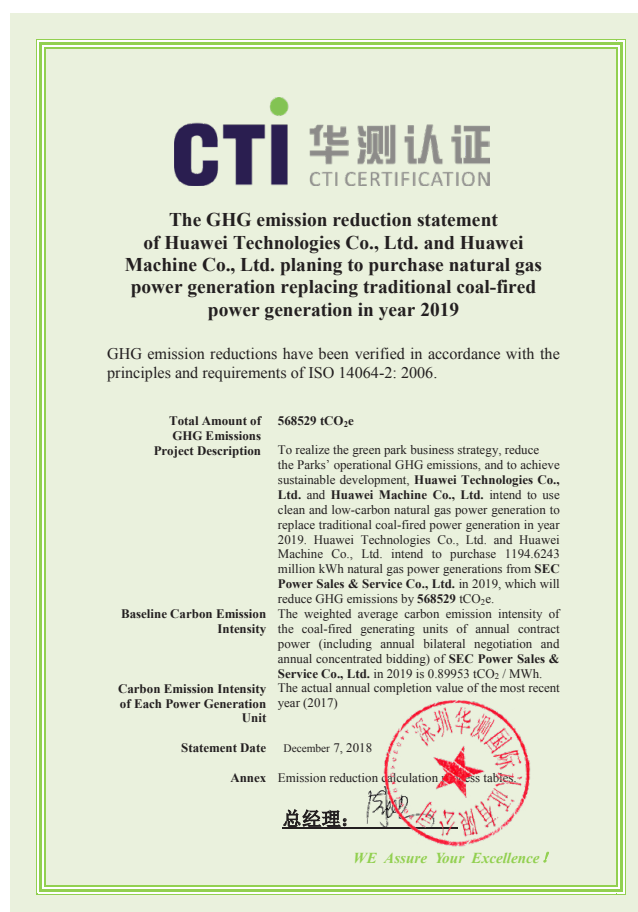 CTI 华测认证
CTI CERTIFICATION
The GHG emission reduction statement
of Huawei Technologies Co., Ltd. and Huawei
Machine Co., Ltd. planing to purchase natural gas
power generation replacing traditional coal-fired
power generation in year 2019
GHG emission reductions have been verified in accordance with the
principles and requirements of ISO 14064-2: 2006.
Total Amount of
GHG Emissions
568529 tCO₂e
Project Description
To realize the green park business strategy, reduce
the Parks’ operational GHG emissions, and to achieve
sustainable development, Huawei Technologies Co.,
Ltd. and Huawei Machine Co., Ltd. intend to use
clean and low-carbon natural gas power generation to
replace traditional coal-fired power generation in year
2019. Huawei Technologies Co., Ltd. and Huawei
Machine Co., Ltd. intend to purchase 1194.6243
million kWh natural gas power generations from SEC
Power Sales & Service Co., Ltd. in 2019, which will
reduce GHG emissions by 568529 tCO₂e.
Baseline Carbon Emission
Intensity
The weighted average carbon emission intensity of
the coal-fired generating units of annual contract
power (including annual bilateral negotiation and
annual concentrated bidding) of SEC Power Sales &
Service Co., Ltd. in 2019 is 0.89953 tCO₂ / MWh.
Carbon Emission Intensity
of Each Power Generation
Unit
The actual annual completion value of the most recent
year (2017)
Statement Date December 7, 2018
Annex Emission reduction calculation process tables.
深圳华测国际认证有限公司
总经理：
WE Assure Your Excellence!